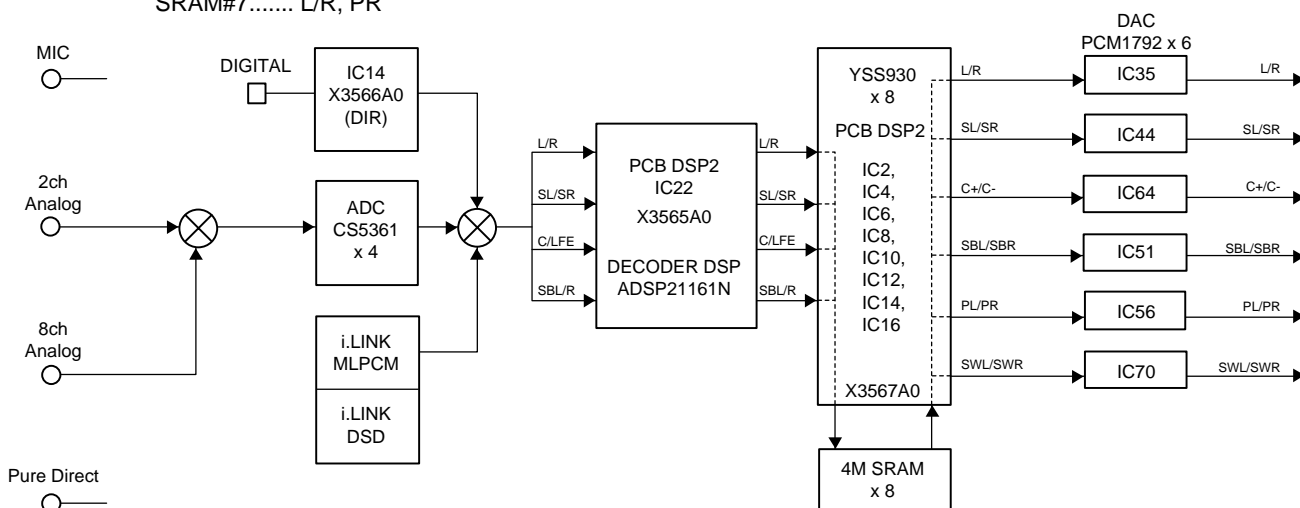 SRAM#7....... L/R, PR
MIC
DIGITAL
IC14
X3566A0
(DIR)
2ch
Analog
ADC
CS5361
x 4
8ch
Analog
i.LINK
MLPCM
i.LINK
DSD
Pure Direct
L/R
SL/SR
C/LFE
SBL/R
PCB DSP2
IC22
X3565A0
DECODER DSP
ADSP21161N
L/R
SL/SR
C/LFE
SBL/R
YSS930
x 8
PCB DSP2
IC2,
IC4,
IC6,
IC8,
IC10,
IC12,
IC14,
IC16
X3567A0
4M SRAM
x 8
DAC
PCM1792 x 6
L/R
IC35
L/R
SL/SR
IC44
SL/SR
C+/C-
IC64
C+/C-
SBL/SBR
IC51
SBL/SBR
PL/PR
IC56
PL/PR
SWL/SWR
IC70
SWL/SWR